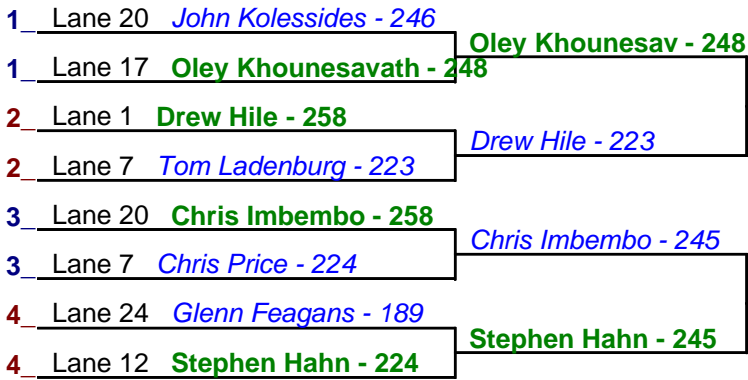 1_ Lane 20 John Kolessides - 246
Oley Khounesav - 248
1_ Lane 17 Oley Khounesavath - 248
2_ Lane 1 Drew Hile - 258
Drew Hile - 223
2_ Lane 7 Tom Ladenburg - 223
3_ Lane 20 Chris Imbembo - 258
Chris Imbembo - 245
3_ Lane 7 Chris Price - 224
4_ Lane 24 Glenn Feagans - 189
Stephen Hahn - 245
4_ Lane 12 Stephen Hahn - 224